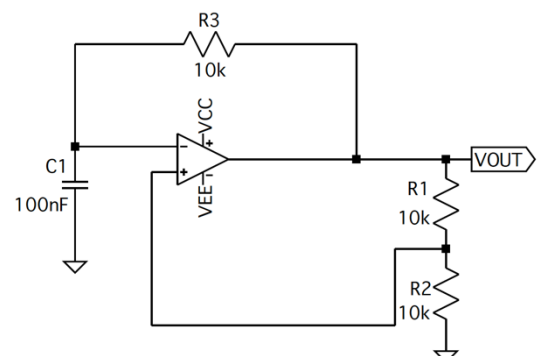 R3
10k
VCC
-
+
+
-
VEE
C1
100nF
VOUT
R1
10k
R2
10k